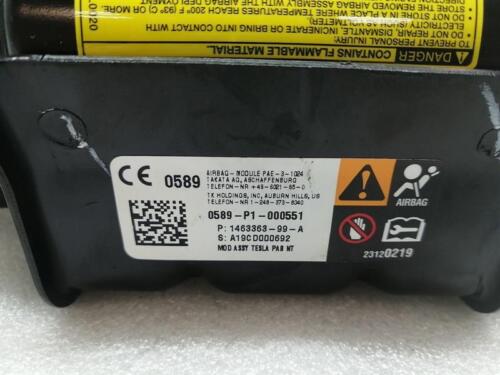 DANGER
CONTAINS FLAMMABLE MATERIAL.
TO PREVENT PERSONAL INJURY:
• DO NOT REPAIR, DISMANTLE, INCINERATE OR BRING INTO CONTACT WITH
(SUCH AS VOLTMETER).
• DO NOT STORE IN A PLACE WHERE TEMPERATURES REACH 200°F (93° C) OR MORE.
• STORE THE REMOVED AIRBAG ASSEMBLY WITH THE AIRBAG DEPLOYMENT
CE 0589
AIRBAG - MODULE PAE-3-1024
TAKATA AG, ASCHAFFENBURG
TELEFON-NR +49-6021-65-0
TK HOLDINGS, INC, AUBURN HILLS, US
TELEFON-NR 1-248-373-8040
0589-P1-000551
P: 1463363-99-A
S: A19CD000692
MOD ASSY TESLA PAB NT
AIRBAG
23120219